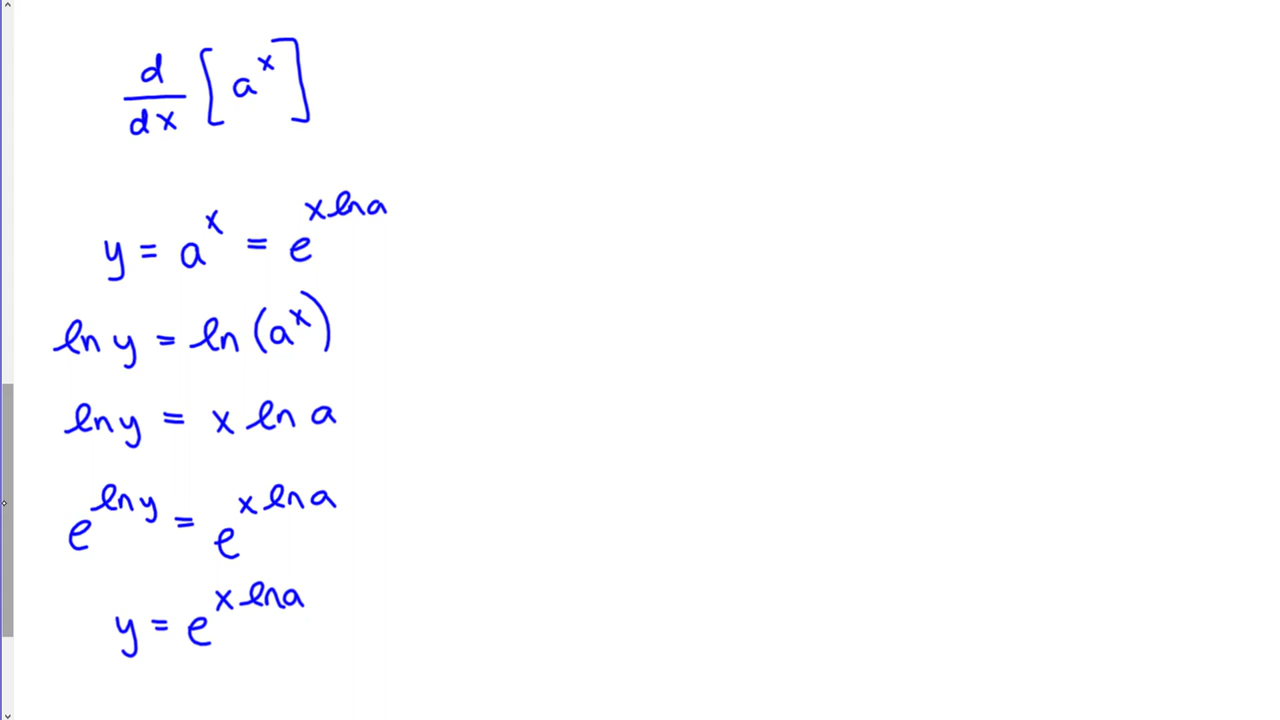 d/dx [a^x]
y = a^x = e^(x ln a)
ln y = ln (a^x)
ln y = x ln a
e^(ln y) = e^(x ln a)
y = e^(x ln a)